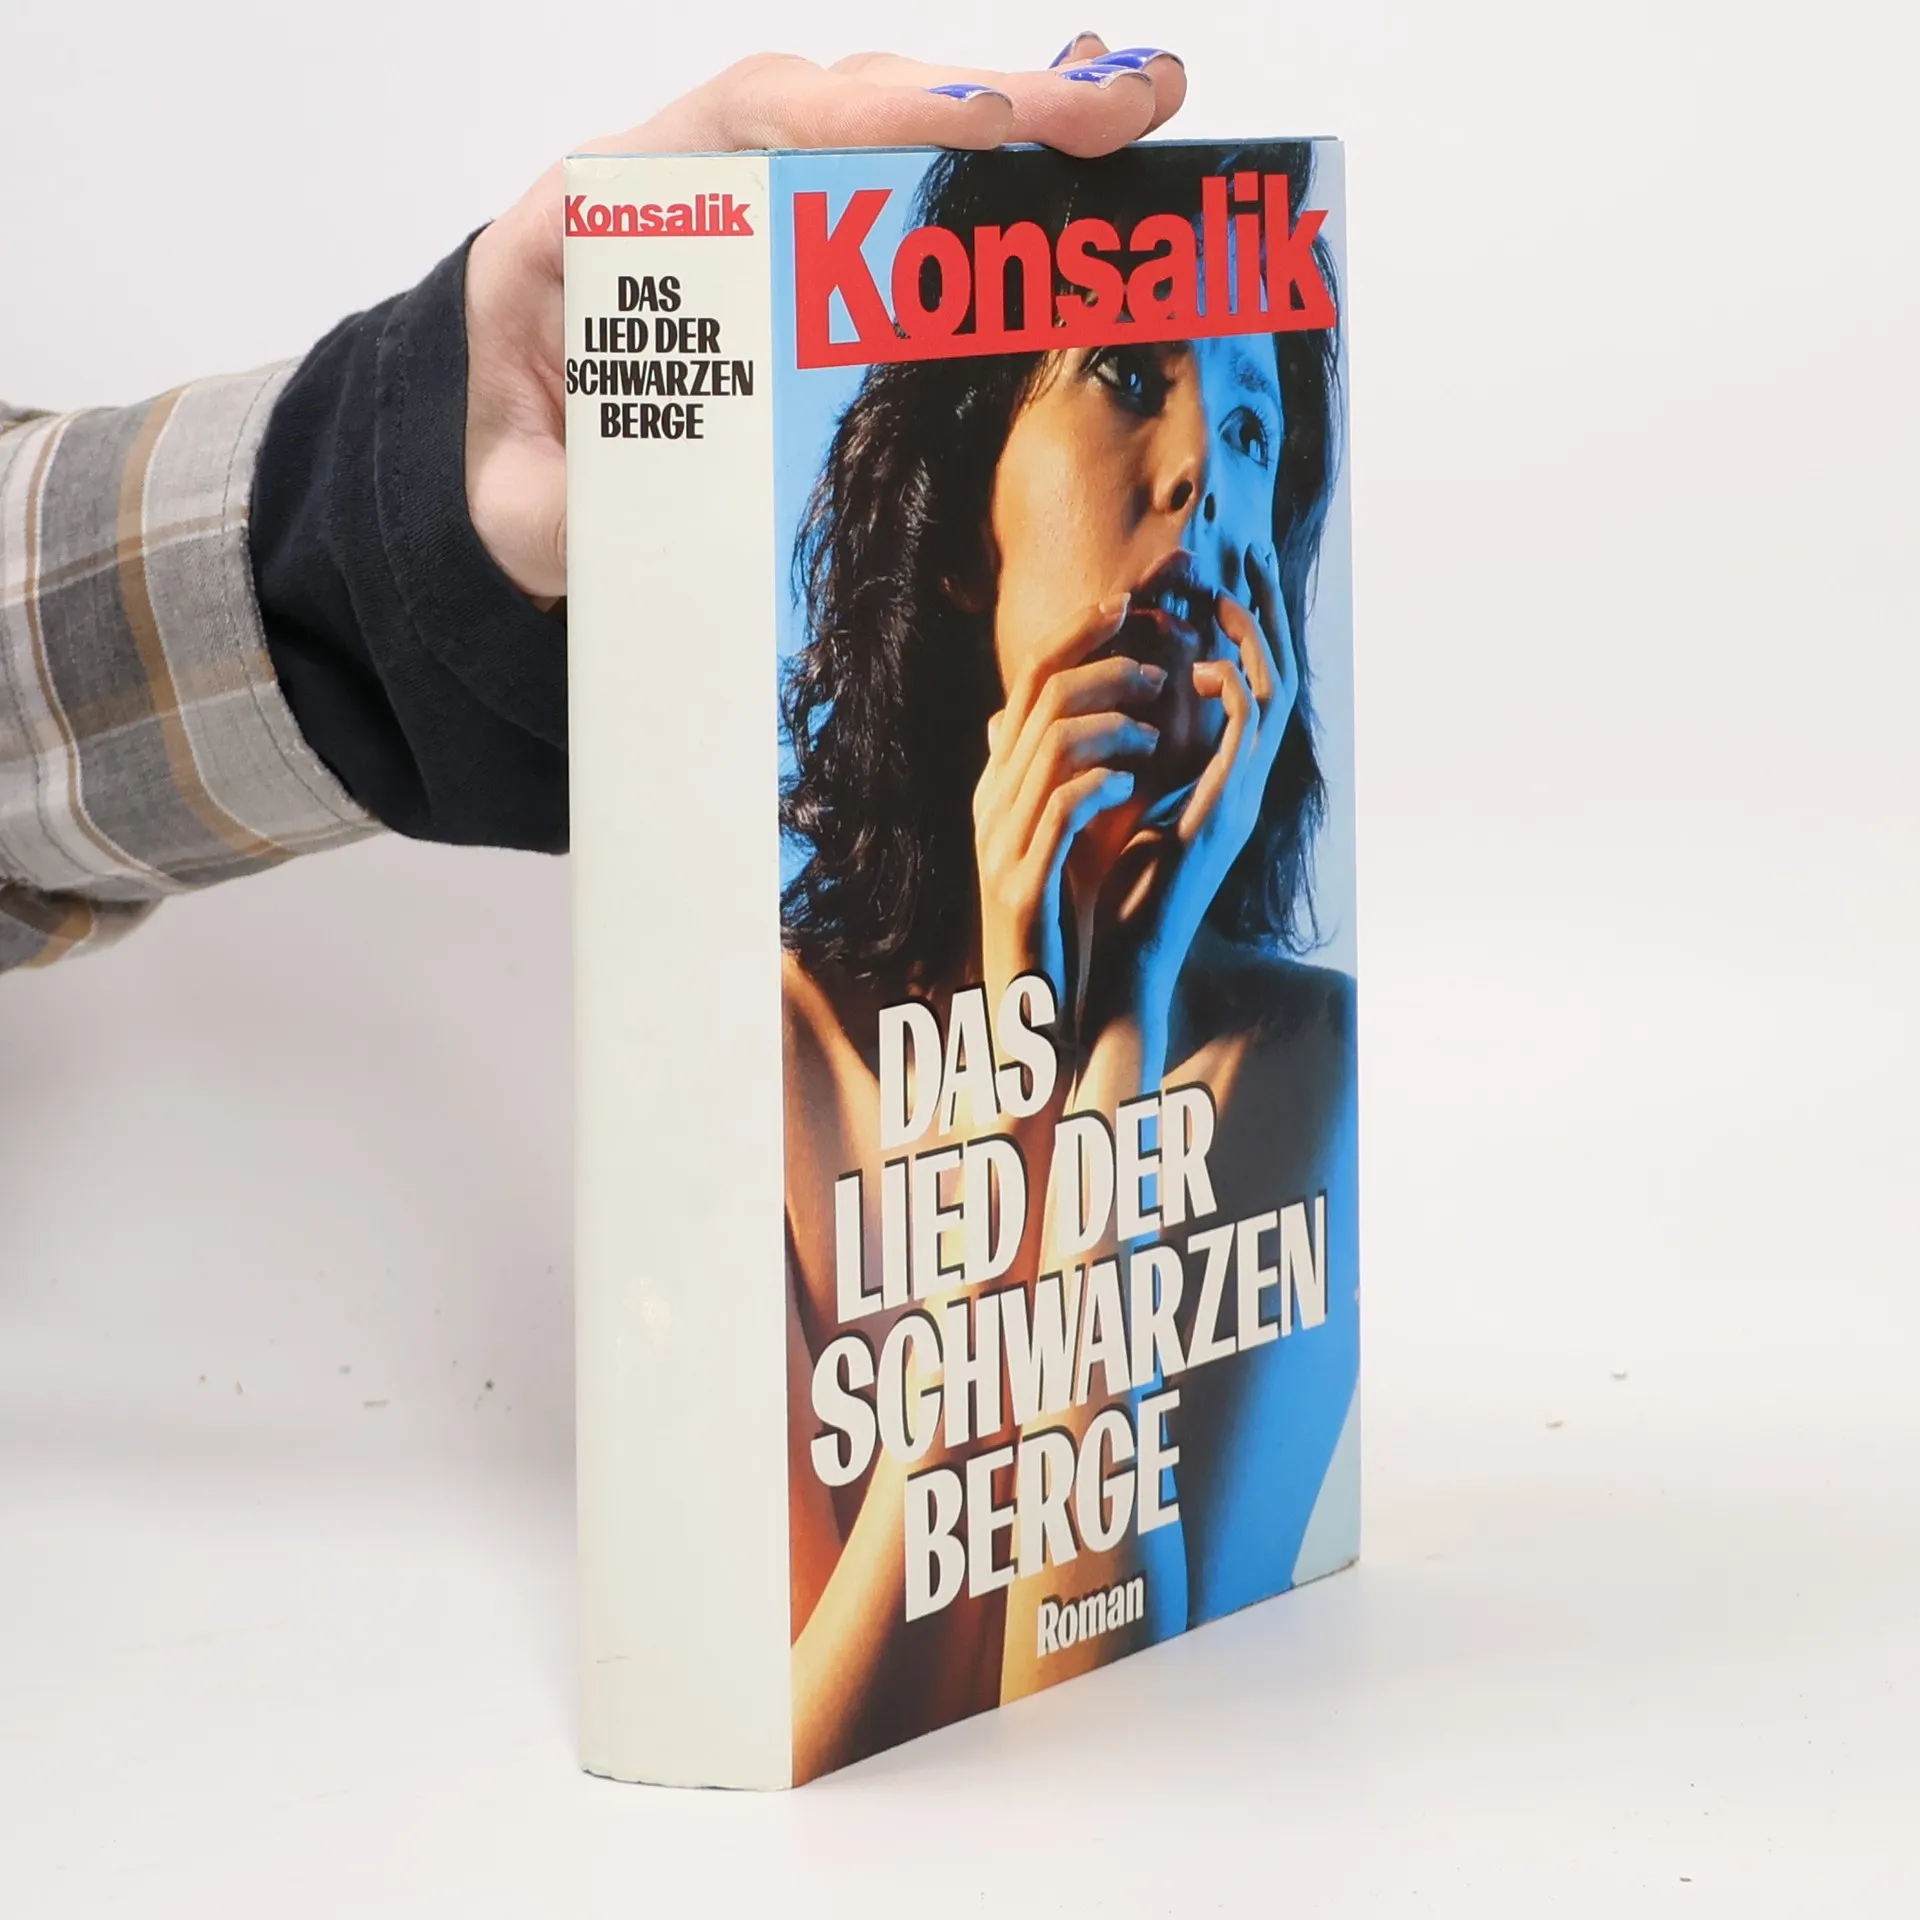 Konsalik
DAS
LIED DER
SCHWARZEN
BERGE
Konsalik
DAS
LIED DER
SCHWARZEN
BERGE
Roman